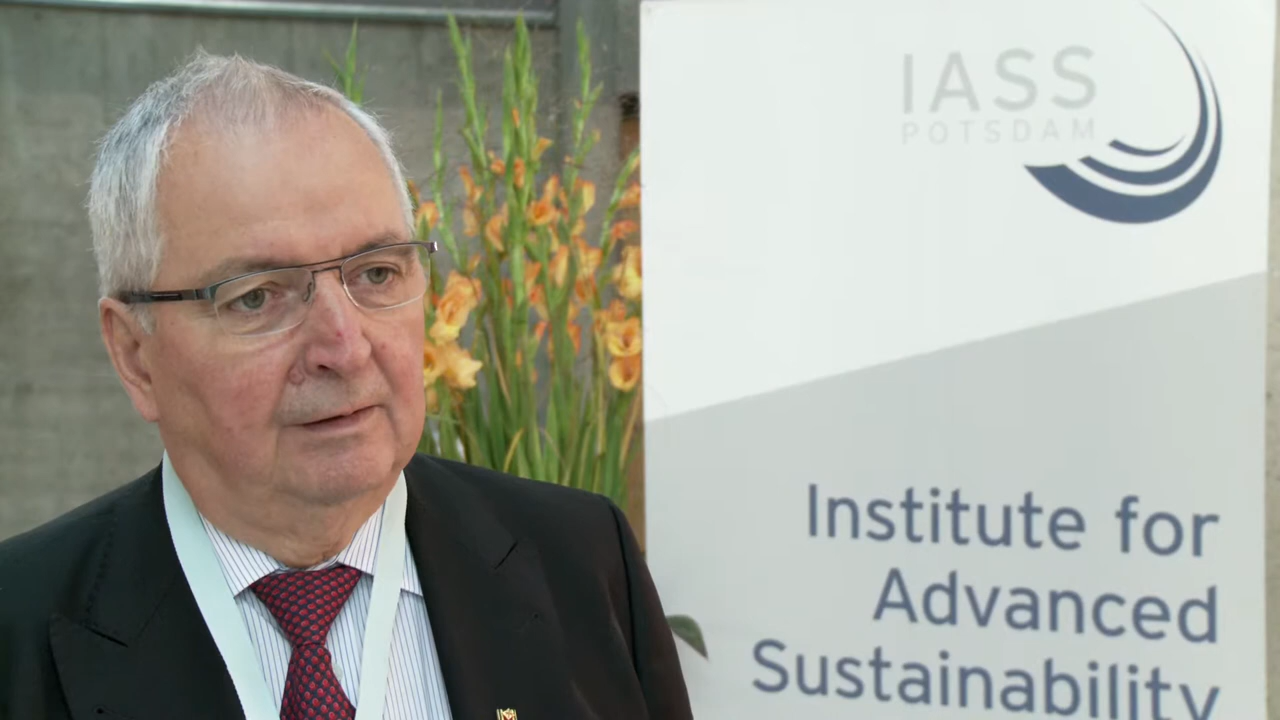 IASS
POTSDAM
Institute for
Advanced
Sustainability